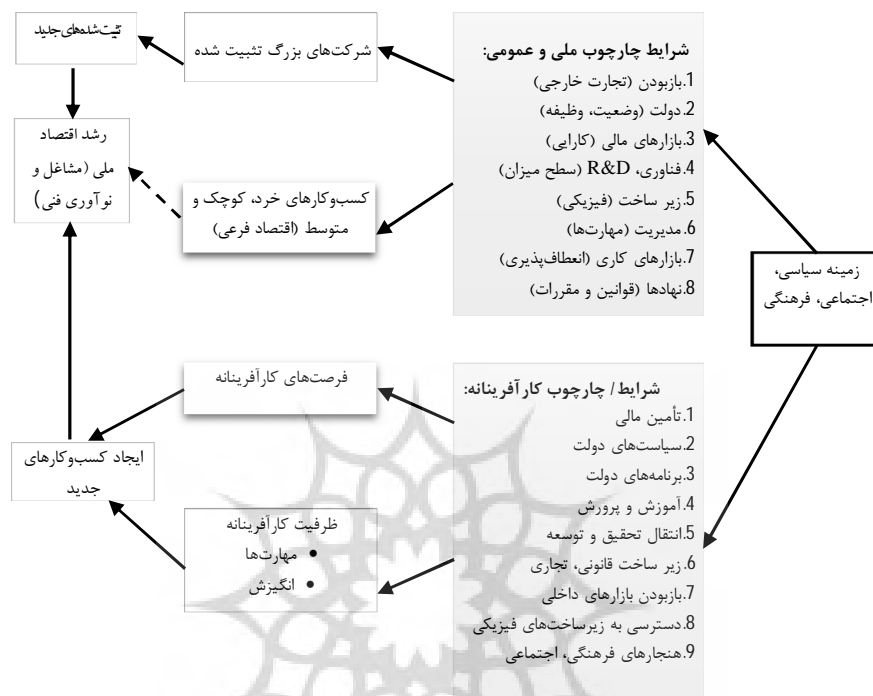 شرایط چارچوب ملی و عمومی:
1.بازبودن (تجارت خارجی)
2.دولت (وضعیت، وظیفه)
3.بازارهای مالی (کارایی)
4.فناوری، R&D (سطح میزان)
5.زیر ساخت (فیزیکی)
6.مدیریت (مهارت‌ها)
7.بازارهای کاری (انعطاف‌پذیری)
8.نهادها (قوانین و مقررات)
شرکت‌های بزرگ تثبیت شده
تثبیت‌شده‌های جدید
رشد اقتصاد
ملی (مشاغل و
نوآوری فنی)
کسب‌وکارهای خرد، کوچک و
متوسط (اقتصاد فرعی)
زمینه سیاسی،
اجتماعی، فرهنگی
شرایط/ چارچوب کارآفرینانه:
1.تأمین مالی
2.سیاست‌های دولت
3.برنامه‌های دولت
4.آموزش و پرورش
5.انتقال تحقیق و توسعه
6.زیر ساخت قانونی، تجاری
7.بازبودن بازارهای داخلی
8.دسترسی به زیرساخت‌های فیزیکی
9.هنجارهای فرهنگی، اجتماعی
فرصت‌های کارآفرینانه
ظرفیت کارآفرینانه
• مهارت‌ها
• انگیزش
ایجاد کسب‌وکارهای
جدید